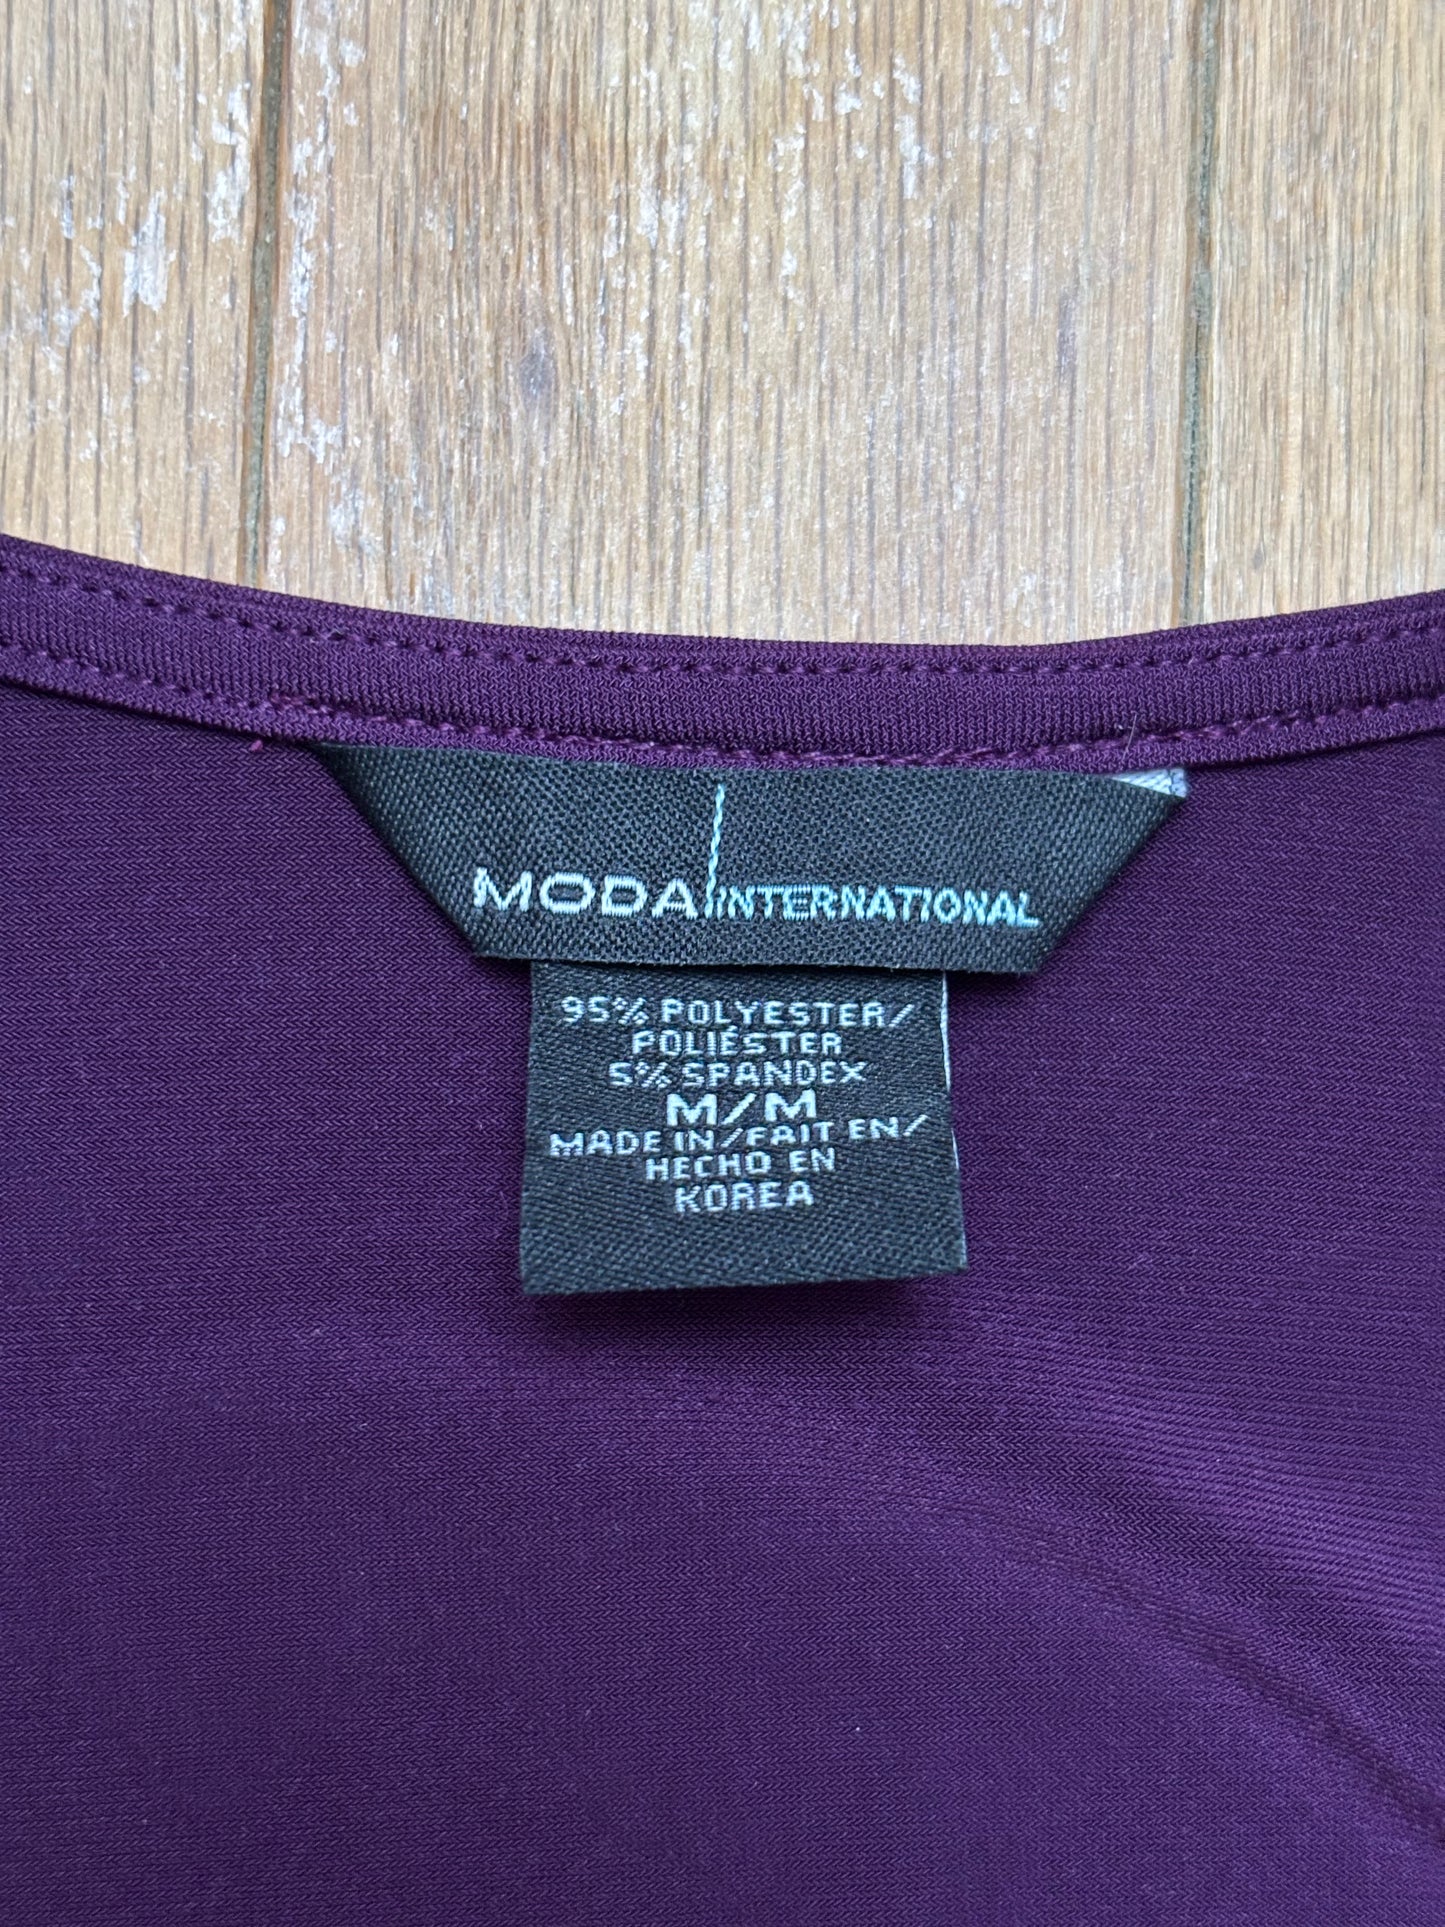 MODA INTERNATIONAL
95% POLYESTER/
POLIÉSTER
5% SPANDEX
M/M
MADE IN/FAIT EN/
HECHO EN
KOREA